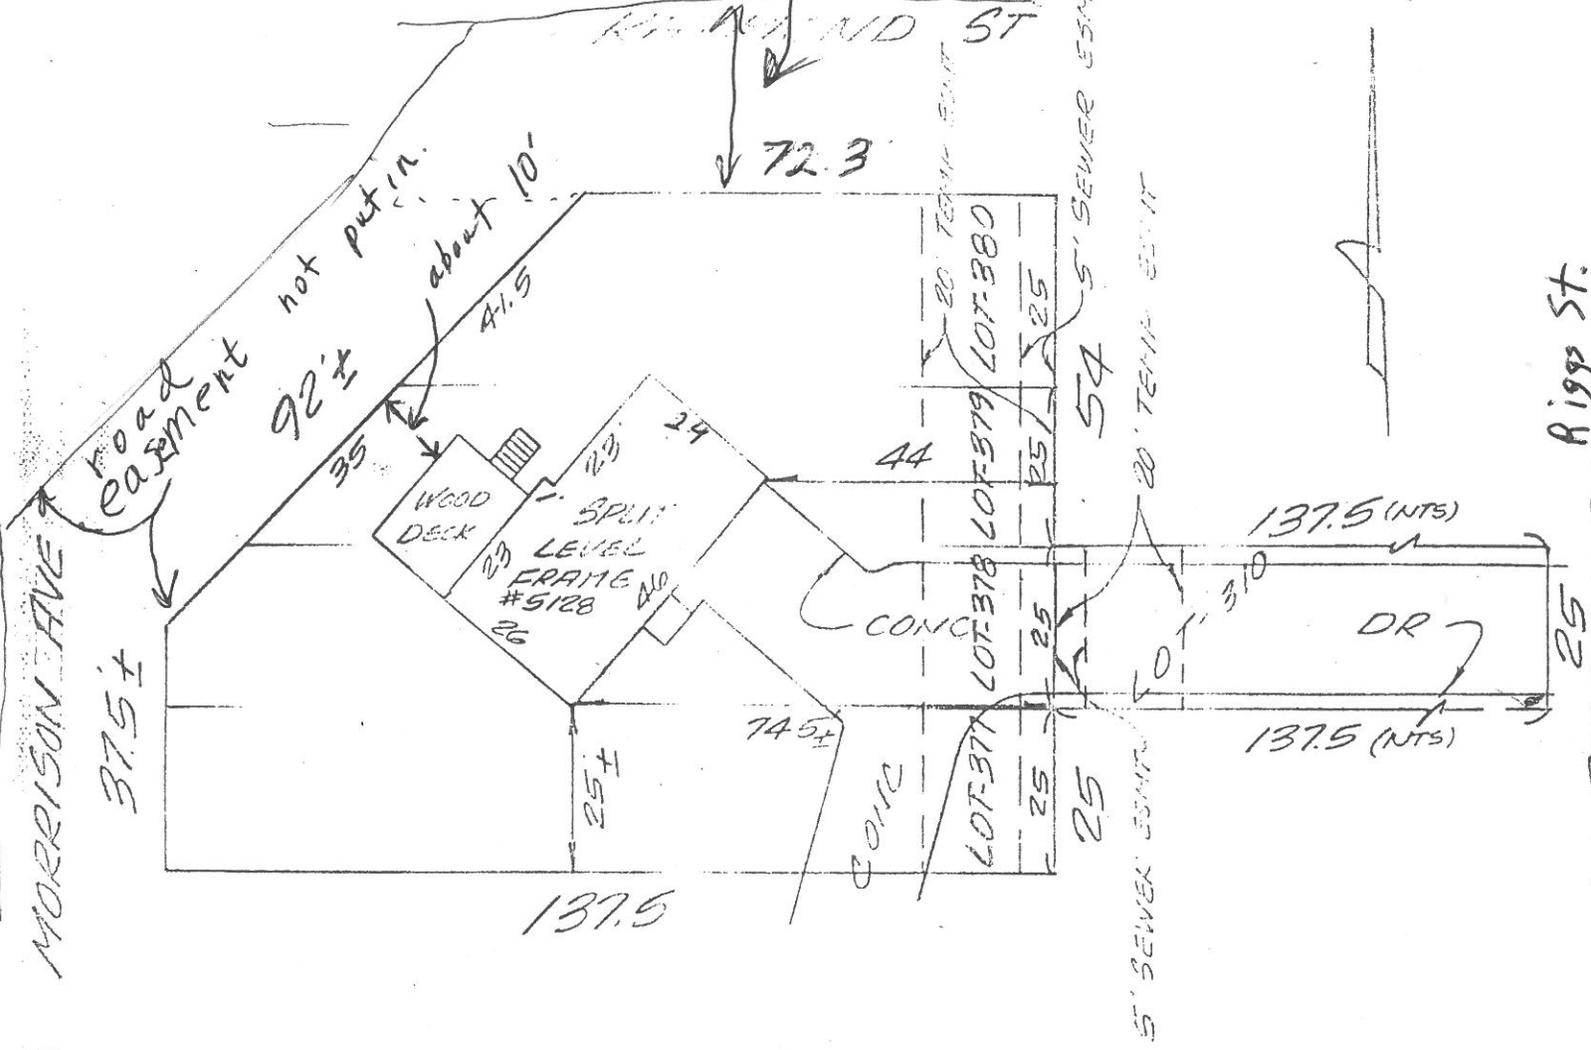 ST
72.3
road
easement not put in.
about 10'
41.5
92'±
35
20' TEMP ESMT
5' SEWER ESMT
20' TEMP ESMT
LOT-380
LOT-379
LOT-378
LOT-377
25
25
25
25
54
Riggs St.
24
23
44
WOOD
DECK
1
SPLIT
LEVEL
FRAME
#5128
23
46
26
CONC
137.5 (NTS)
LOT-310
DR
25
137.5 (NTS)
MORRISON AVE
37.5'±
74.5±
25±
CONC
25
5' SEWER ESMT
137.5